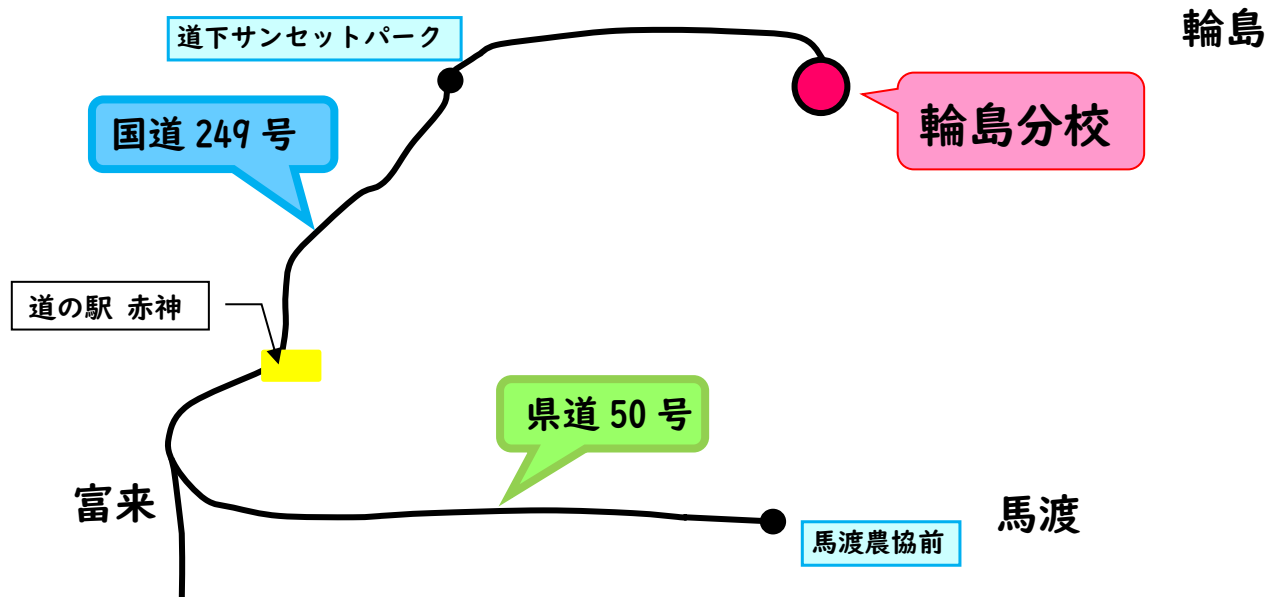 輪島
道下サンセットパーク
輪島分校
国道 249 号
道の駅 赤神
県道 50 号
富来
馬渡
馬渡農協前